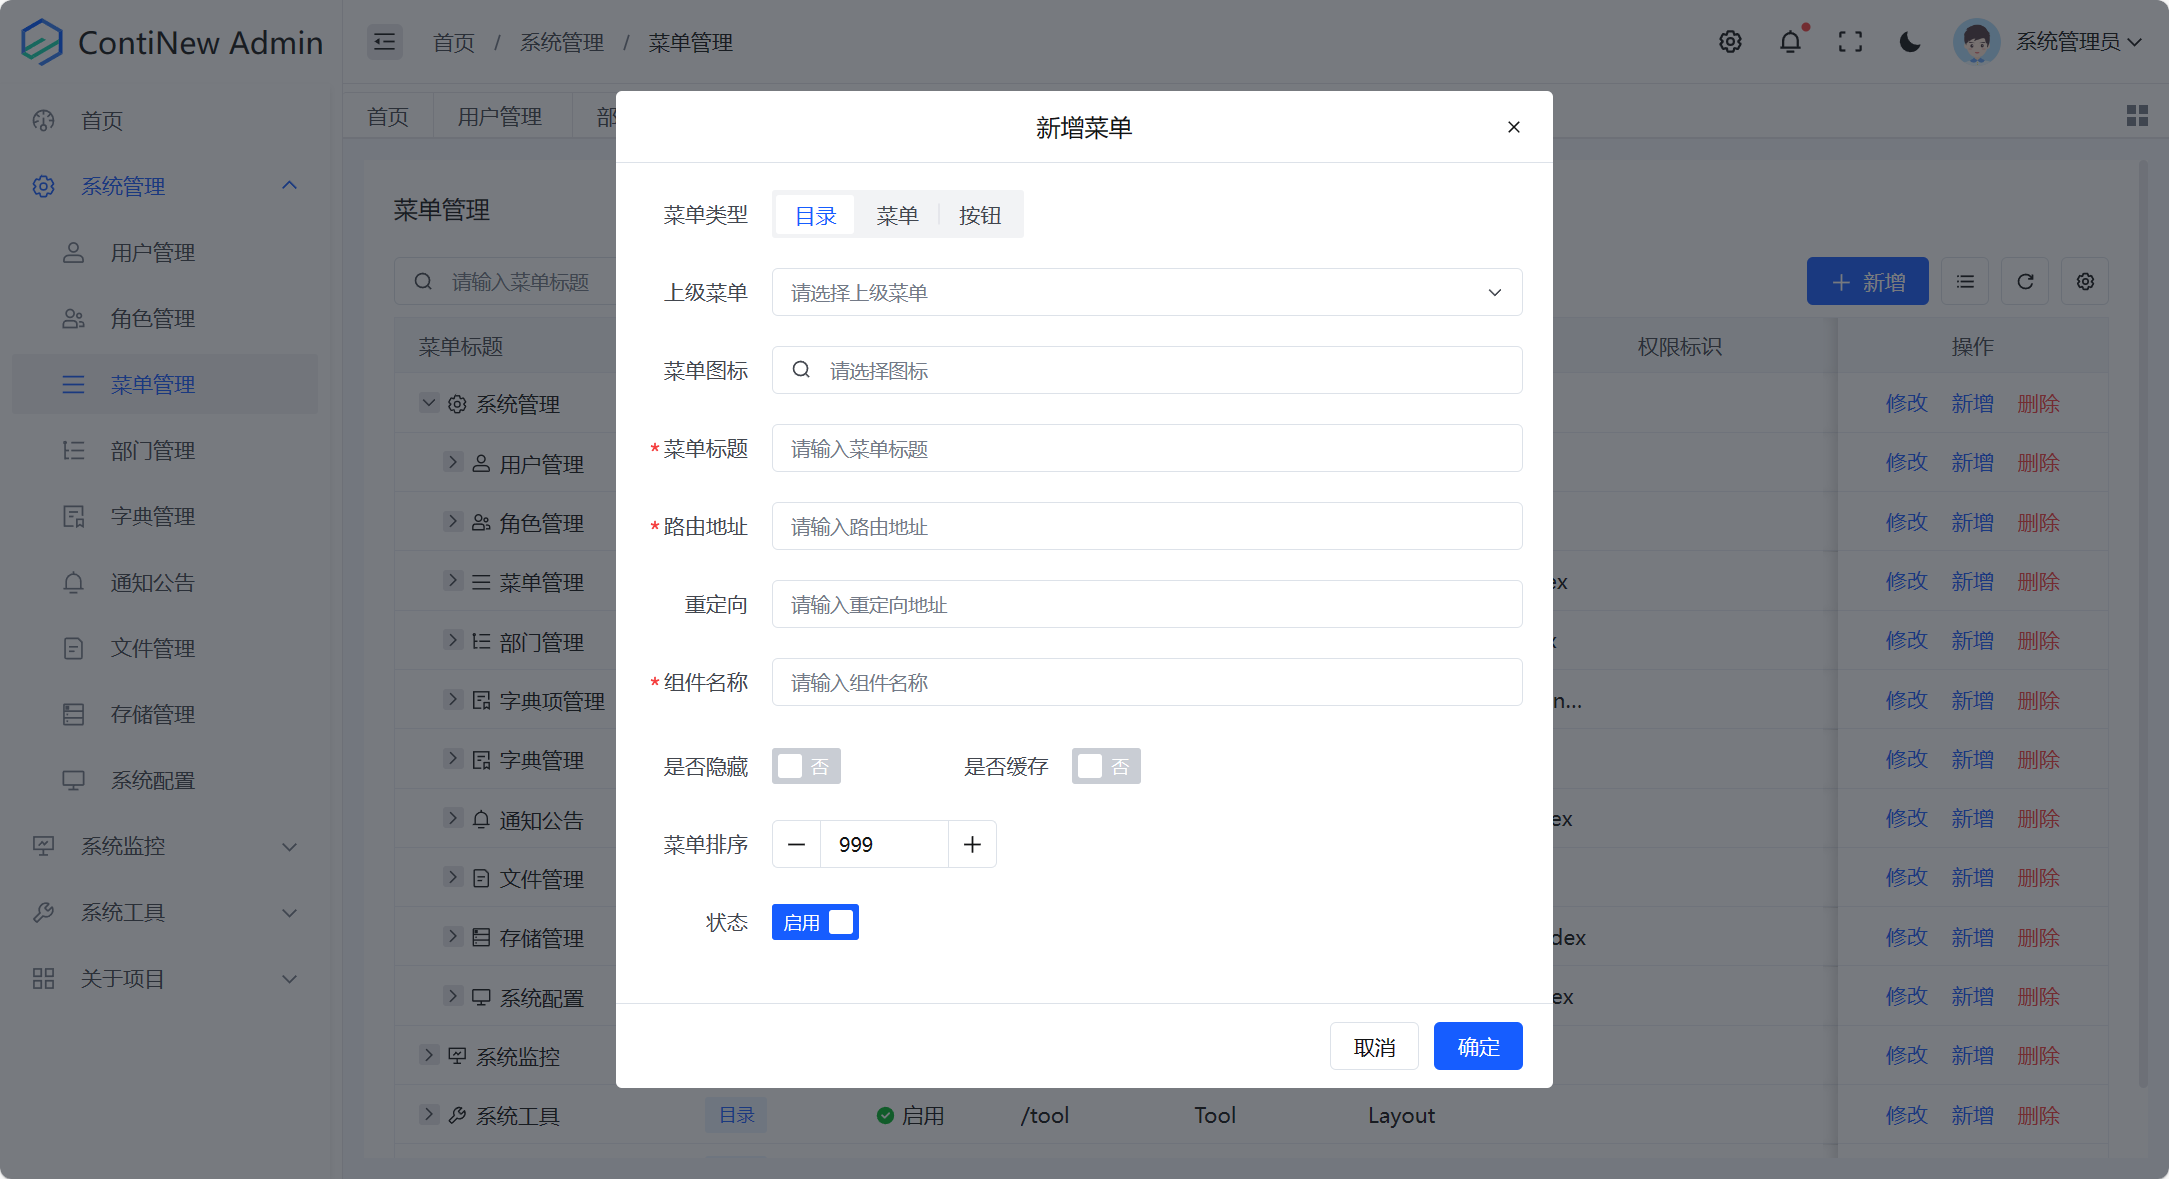 ContiNew Admin
首页 / 系统管理 / 菜单管理
系统管理员
首页
系统管理
用户管理
角色管理
菜单管理
部门管理
字典管理
通知公告
文件管理
存储管理
系统配置
系统监控
系统工具
关于项目
首页
用户管理
部
菜单管理
请输入菜单标题
新增
菜单标题
权限标识
操作
系统管理
修改 新增 删除
用户管理
修改 新增 删除
角色管理
修改 新增 删除
菜单管理
ex
修改 新增 删除
部门管理
修改 新增 删除
字典项管理
n...
修改 新增 删除
字典管理
修改 新增 删除
通知公告
ex
修改 新增 删除
文件管理
修改 新增 删除
存储管理
dex
修改 新增 删除
系统配置
ex
修改 新增 删除
系统监控
修改 新增 删除
系统工具 目录 启用 /tool Tool Layout
修改 新增 删除
新增菜单
菜单类型 目录 菜单 按钮
上级菜单 请选择上级菜单
菜单图标 请选择图标
* 菜单标题 请输入菜单标题
* 路由地址 请输入路由地址
重定向 请输入重定向地址
* 组件名称 请输入组件名称
是否隐藏 否 是否缓存 否
菜单排序 999
状态 启用
取消 确定